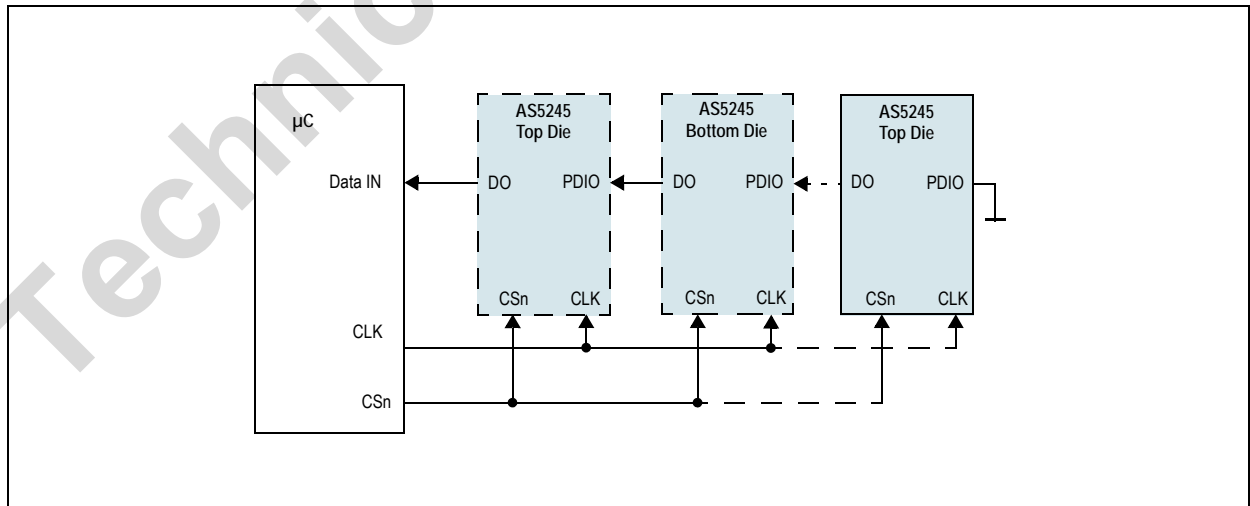 µC
Data IN
CLK
CSn
AS5245
Top Die
DO PDIO
CSn CLK
AS5245
Bottom Die
DO PDIO
CSn CLK
AS5245
Top Die
DO PDIO
CSn CLK
Technic